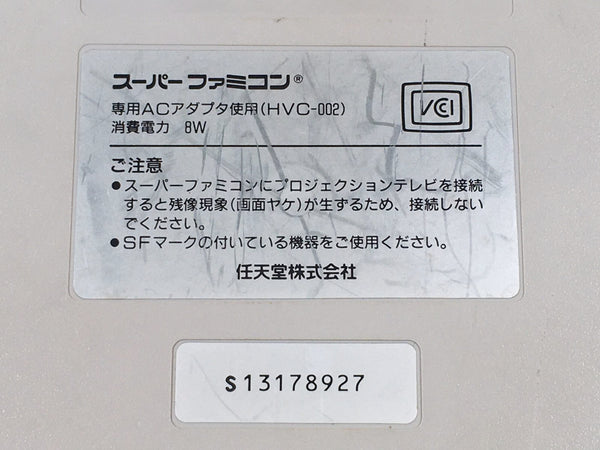 スーパーファミコン®
専用ACアダプタ使用(HVC-002)
消費電力 8W
VCCI
ご注意
●スーパーファミコンにプロジェクションテレビを接続
すると残像現象(画面ヤケ)が生ずるため、接続しない
でください。
●SFマークの付いている機器をご使用ください。
任天堂株式会社
S13178927